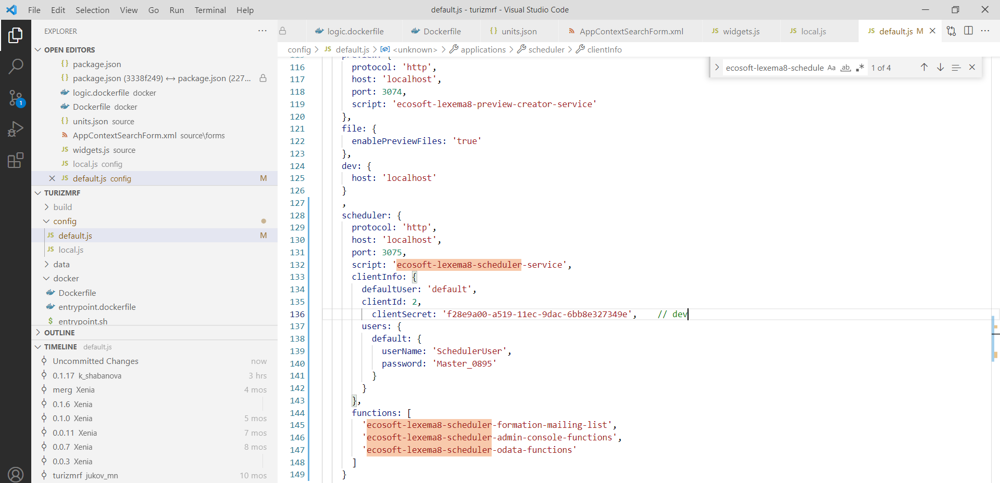 File Edit Selection View Go Run Terminal Help
default.js - turizmrf - Visual Studio Code
EXPLORER
OPEN EDITORS
package.json
package.json (3338f249) ↔ package.json (227...
logic.dockerfile docker
Dockerfile docker
units.json source
AppContextSearchForm.xml source\forms
widgets.js source
local.js config
default.js config M
TURIZMRF
build
config
default.js M
local.js
data
docker
Dockerfile
entrypoint.dockerfile
entrypoint.sh
OUTLINE
TIMELINE default.js
Uncommitted Changes now
0.1.17 k_shabanova 3 hrs
merg Xenia 4 mos
0.1.6 Xenia
0.1.0 Xenia 5 mos
0.0.11 Xenia 7 mos
0.0.7 Xenia 8 mos
0.0.3 Xenia
turizmrf jukov_mn 10 mos
1
logic.dockerfile Dockerfile units.json AppContextSearchForm.xml JS widgets.js JS local.js JS default.js M
config > JS default.js > <unknown> > applications > scheduler > clientInfo
ecosoft-lexema8-schedule Aa ab 1 of 4
115 preview: {
116 protocol: 'http',
117 host: 'localhost',
118 port: 3074,
119 script: 'ecosoft-lexema8-preview-creator-service'
120 },
121 file: {
122 enablePreviewFiles: 'true'
123 },
124 dev: {
125 host: 'localhost'
126 }
127 ,
128 scheduler: {
129 protocol: 'http',
130 host: 'localhost',
131 port: 3075,
132 script: 'ecosoft-lexema8-scheduler-service',
133 clientInfo: {
134 defaultUser: 'default',
135 clientId: 2,
136 clientSecret: 'f28e9a00-a519-11ec-9dac-6bb8e327349e', // dev
137 users: {
138 default: {
139 userName: 'SchedulerUser',
140 password: 'Master_0895'
141 }
142 }
143 },
144 functions: [
145 'ecosoft-lexema8-scheduler-formation-mailing-list',
146 'ecosoft-lexema8-scheduler-admin-console-functions',
147 'ecosoft-lexema8-scheduler-odata-functions'
148 ]
149 }